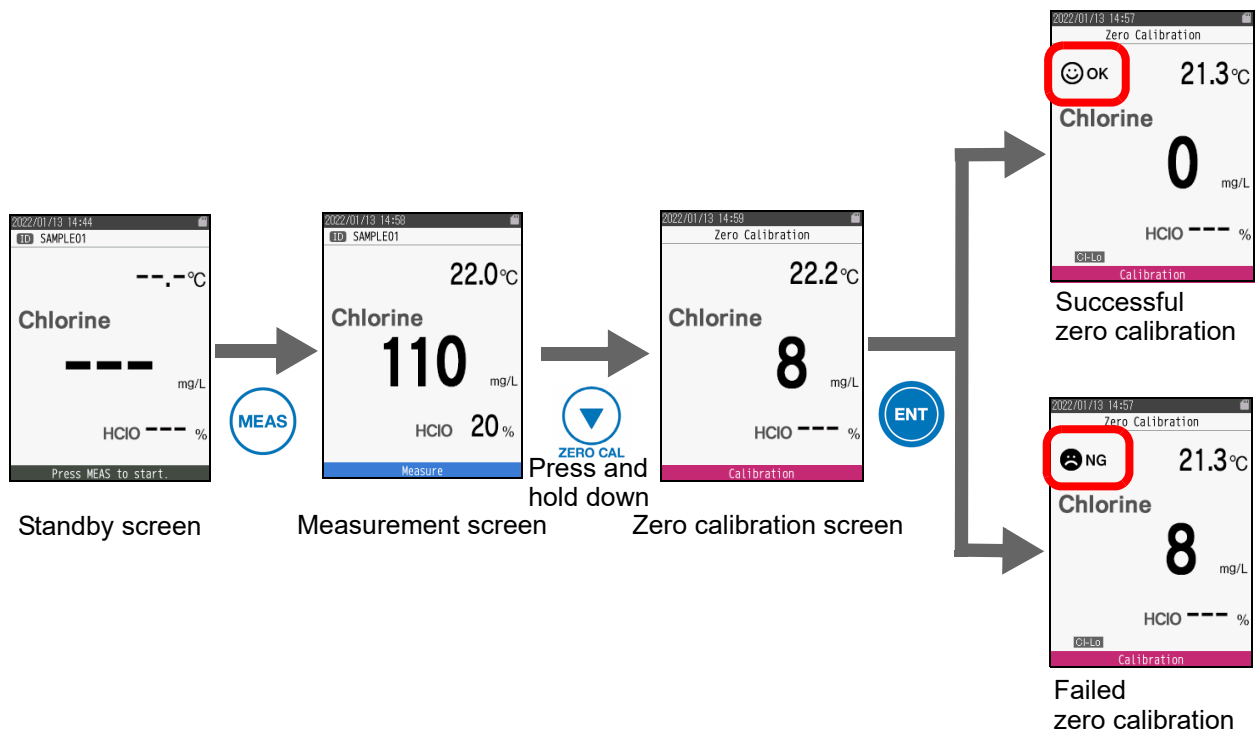 2022/01/13 14:44
ID SAMPLE01
--.-℃
Chlorine
---
mg/L
HClO --- %
Press MEAS to start.
Standby screen
MEAS
2022/01/13 14:58
ID SAMPLE01
22.0℃
Chlorine
110
mg/L
HClO 20 %
Measure
Measurement screen
ZERO CAL
Press and
hold down
2022/01/13 14:59
Zero Calibration
22.2℃
Chlorine
8
mg/L
HClO --- %
Calibration
Zero calibration screen
ENT
2022/01/13 14:57
Zero Calibration
OK 21.3℃
Chlorine
0
mg/L
HClO --- %
Cl-Lo
Calibration
Successful
zero calibration
2022/01/13 14:57
Zero Calibration
NG 21.3℃
Chlorine
8
mg/L
HClO --- %
Cl-Lo
Calibration
Failed
zero calibration